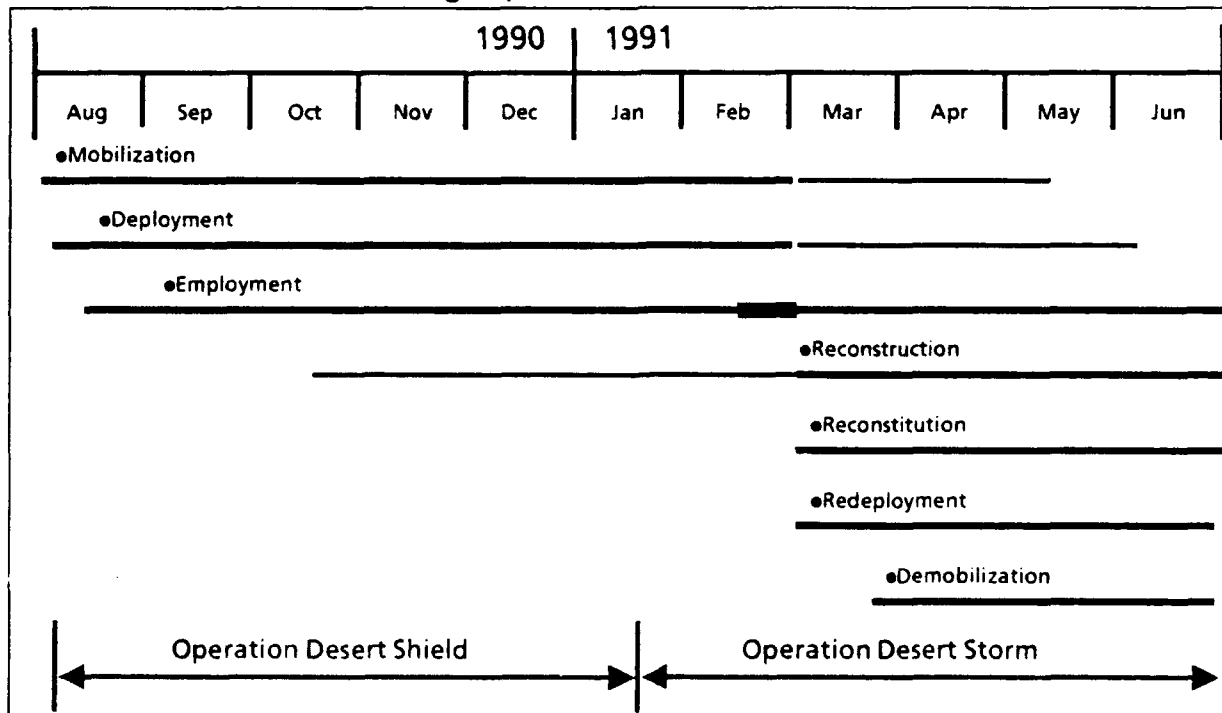 1990 1991
Aug Sep Oct Nov Dec Jan Feb Mar Apr May Jun
●Mobilization
●Deployment
●Employment
●Reconstruction
●Reconstitution
●Redeployment
●Demobilization
Operation Desert Shield Operation Desert Storm